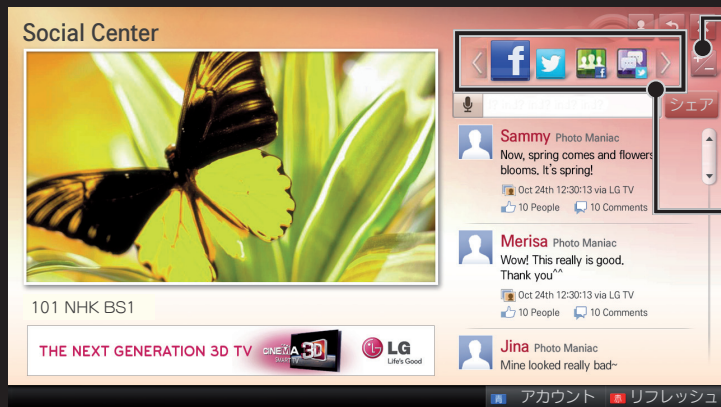 Social Center
シェア
Sammy Photo Maniac
Now, spring comes and flowers
blooms. It's spring!
Oct 24th 12:30:13 via LG TV
10 People 10 Comments
Merisa Photo Maniac
Wow! This really is good.
Thank you^^
Oct 24th 12:30:13 via LG TV
10 People 10 Comments
Jina Photo Maniac
Mine looked really bad~
101 NHK BS1
THE NEXT GENERATION 3D TV CINEMA 3D SMART TV LG Life's Good
青 アカウント 赤 リフレッシュ